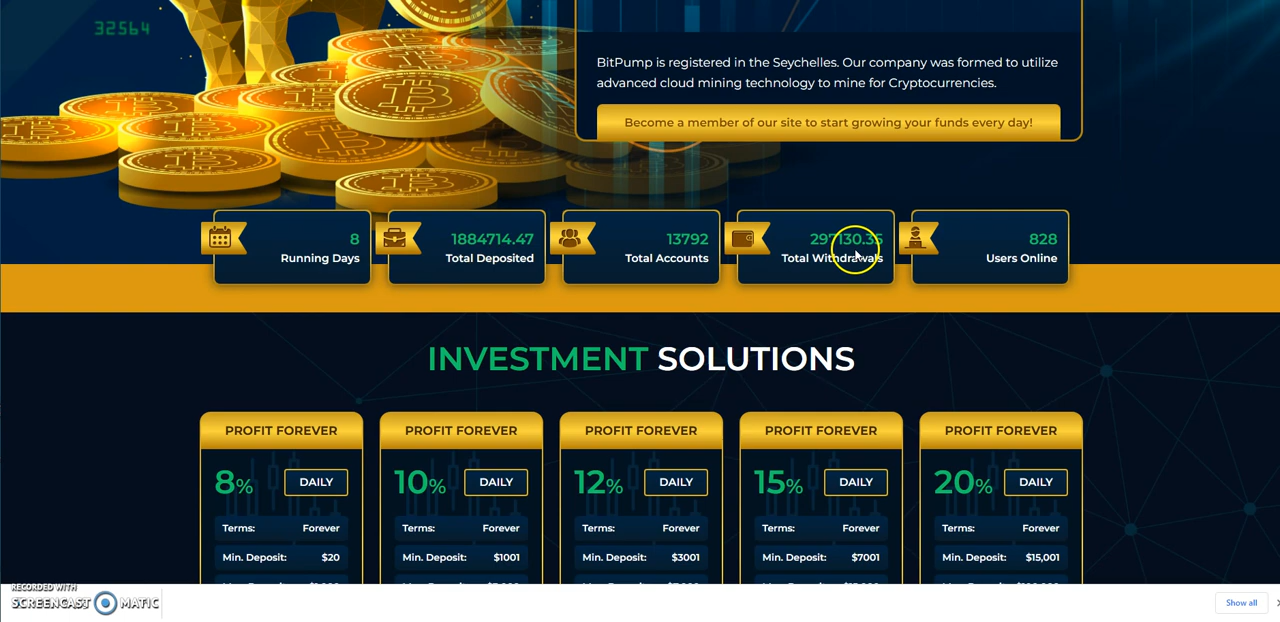 32564
BitPump is registered in the Seychelles. Our company was formed to utilize
advanced cloud mining technology to mine for Cryptocurrencies.
Become a member of our site to start growing your funds every day!
8
Running Days
1884714.47
Total Deposited
13792
Total Accounts
297130.35
Total Withdrawals
828
Users Online
INVESTMENT SOLUTIONS
PROFIT FOREVER PROFIT FOREVER PROFIT FOREVER PROFIT FOREVER PROFIT FOREVER
8% DAILY 10% DAILY 12% DAILY 15% DAILY 20% DAILY
Terms: Forever Terms: Forever Terms: Forever Terms: Forever Terms: Forever
Min. Deposit: $20 Min. Deposit: $1001 Min. Deposit: $3001 Min. Deposit: $7001 Min. Deposit: $15,001
RECORDED WITH
SCREENCAST MATIC
Show all